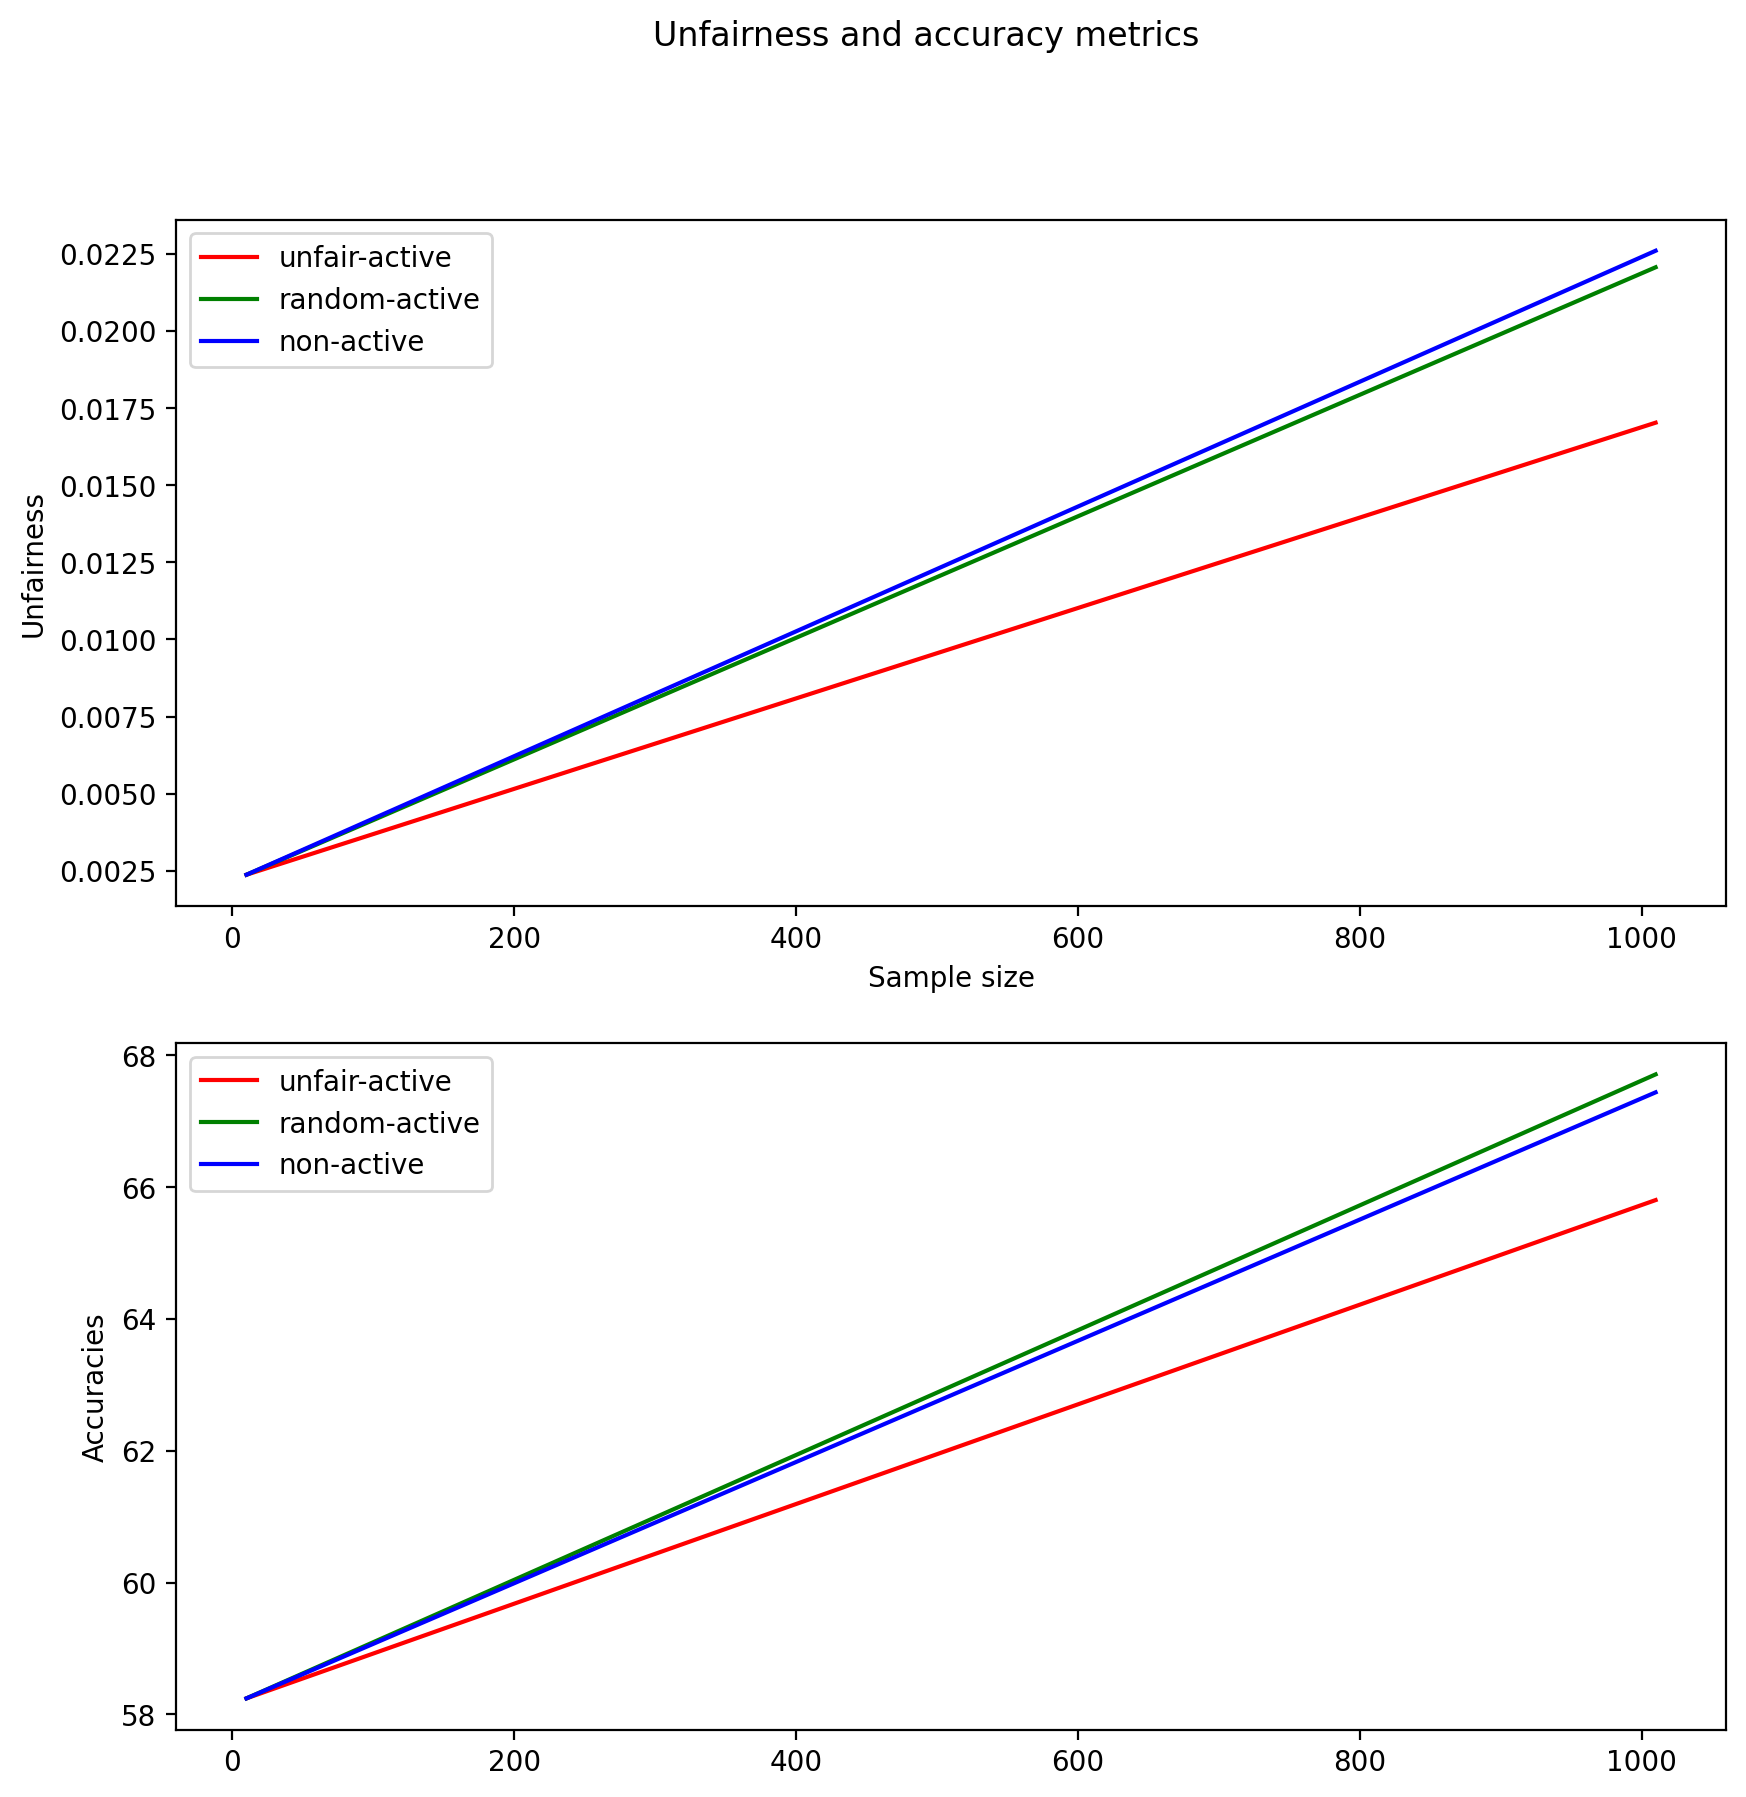 Unfairness and accuracy metrics
unfair-active
random-active
non-active
0.0225
0.0200
0.0175
0.0150
0.0125
0.0100
0.0075
0.0050
0.0025
Unfairness
0 200 400 600 800 1000
Sample size
unfair-active
random-active
non-active
68
66
64
62
60
58
Accuracies
0 200 400 600 800 1000